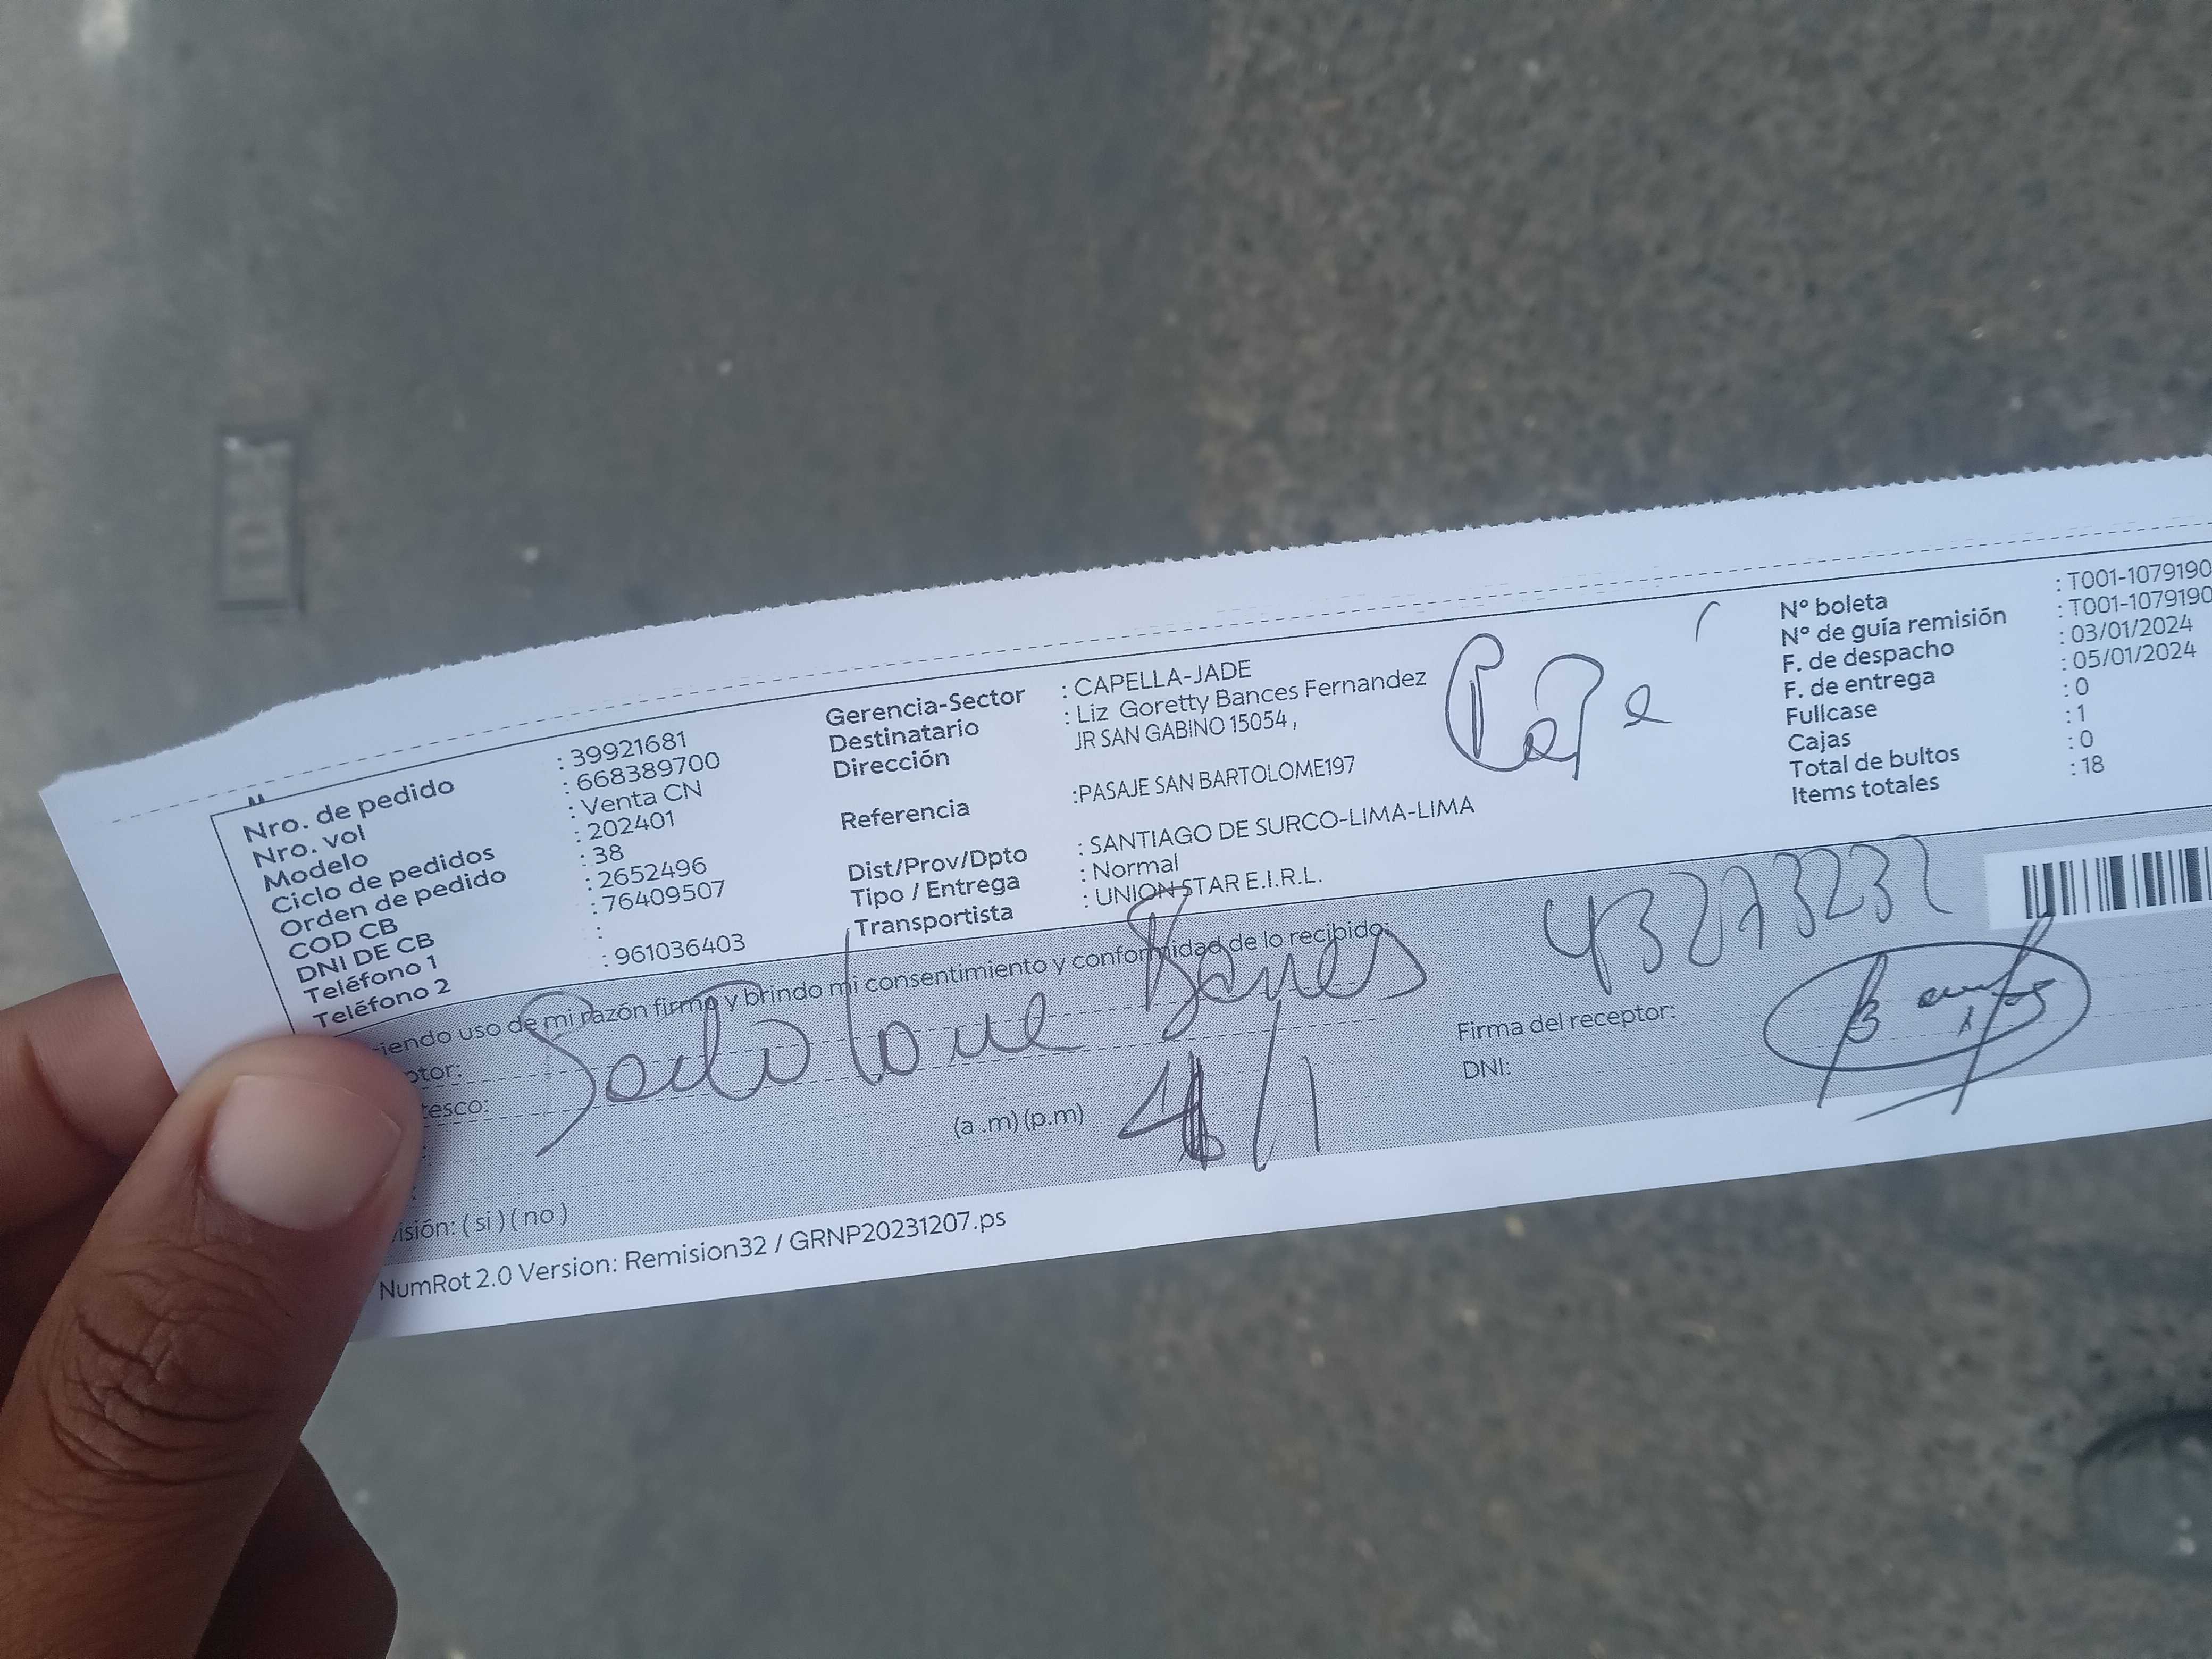 Nro. de pedido : 39921681
Nro. vol : 668389700
Modelo : Venta CN
Ciclo de pedidos : 202401
Orden de pedido : 38
COD CB : 2652496
DNI DE CB : 76409507
Teléfono 1 :
Teléfono 2 : 961036403
Gerencia-Sector : CAPELLA-JADE
Destinatario : Liz Goretty Bances Fernandez
Dirección JR SAN GABINO 15054 ,
Referencia :PASAJE SAN BARTOLOME197
Dist/Prov/Dpto : SANTIAGO DE SURCO-LIMA-LIMA
Tipo / Entrega : Normal
Transportista : UNION STAR E.I.R.L.
Nº boleta : T001-1079190
Nº de guía remisión : T001-1079190
F. de despacho : 03/01/2024
F. de entrega : 05/01/2024
Fullcase : 0
Cajas : 1
Total de bultos : 0
Items totales : 18
iendo uso de mi razón firmo y brindo mi consentimiento y conformidad de lo recibido:
43273232
ptor:
tesco:
(a .m) (p.m) 4/1
Firma del receptor:
DNI:
visión: ( si ) ( no )
NumRot 2.0 Version: Remision32 / GRNP20231207.ps